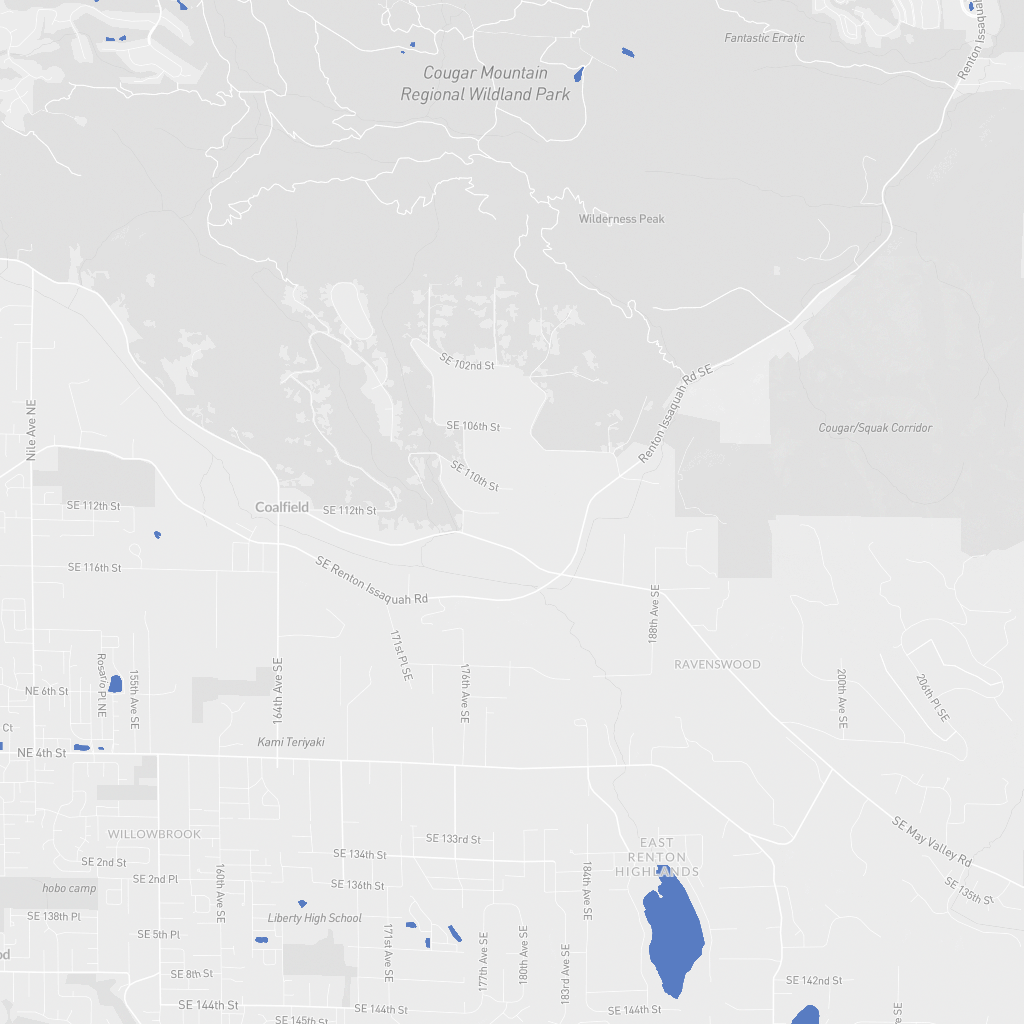 Renton Issaquah
Fantastic Erratic
Cougar Mountain
Regional Wildland Park
Wilderness Peak
SE 102nd St
Renton Issaquah Rd SE
Nile Ave NE
SE 106th St
Cougar/Squak Corridor
SE 110th St
SE 112th St
Coalfield
SE 112th St
SE 116th St
SE Renton Issaquah Rd
188th Ave SE
171st Pl SE
RAVENSWOOD
Rosario Pl NE
155th Ave SE
164th Ave SE
176th Ave SE
200th Ave SE
206th Pl SE
NE 6th St
Ct
Kami Teriyaki
NE 4th St
WILLOWBROOK
SE 133rd St
SE May Valley Rd
EAST
RENTON
HIGHLANDS
SE 134th St
SE 2nd St
SE 2nd Pl
160th Ave SE
SE 136th St
184th Ave SE
SE 135th St
hobo camp
SE 138th Pl
Liberty High School
SE 5th Pl
171st Ave SE
177th Ave SE
180th Ave SE
183rd Ave SE
od
SE 8th St
SE 142nd St
SE 144th St
SE 144th St
SE 144th St
SE 145th St
ve SE